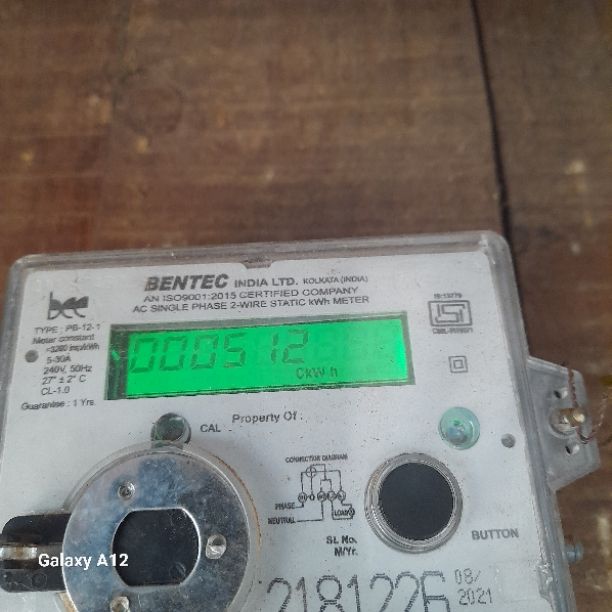 BENTEC INDIA LTD. KOLKATA (INDIA)
AN ISO9001:2015 CERTIFIED COMPANY
AC SINGLE PHASE 2-WIRE STATIC kWh METER
bee
TYPE : PB-12-1
Meter constant
=3200 imp/kWh
5-30A
240V, 50Hz
27° ± 2° C
CL-1.0
Guarantee : 1 Yrs.
IS:13779
000512
CkWh
CAL
Property Of :
CONNECTION DIAGRAM
PHASE
NEUTRAL
LOAD
SL No.
M/Yr.
BUTTON
2181226 08/
2021
Galaxy A12